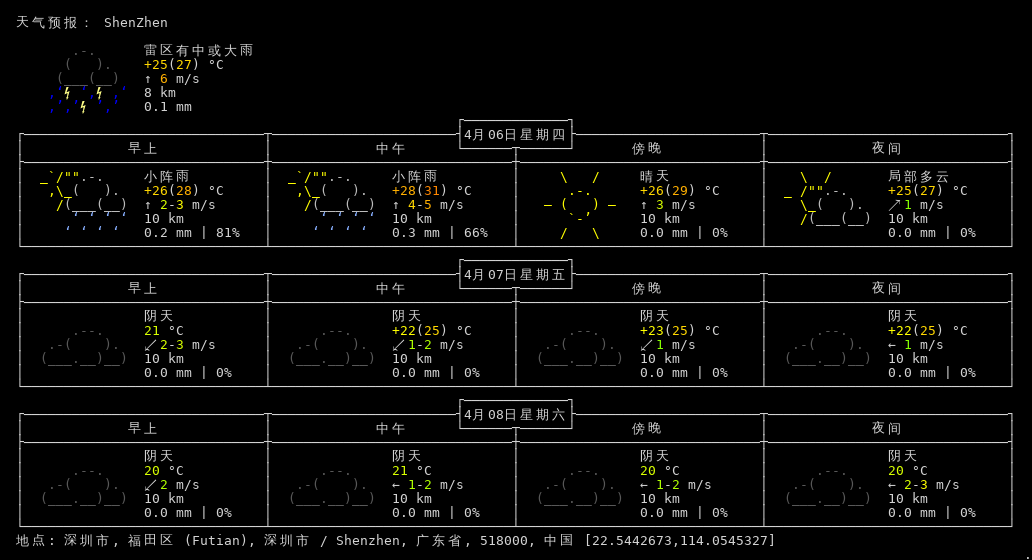 天气预报： ShenZhen
雷区有中或大雨
+25(27) °C
↑ 6 m/s
8 km
0.1 mm
4月06日星期四
早上 中午 傍晚 夜间
小阵雨 小阵雨 晴天 局部多云
+26(28) °C +28(31) °C +26(29) °C +25(27) °C
↑ 2-3 m/s ↑ 4-5 m/s ↑ 3 m/s ↗ 1 m/s
10 km 10 km 10 km 10 km
0.2 mm | 81% 0.3 mm | 66% 0.0 mm | 0% 0.0 mm | 0%
4月07日星期五
早上 中午 傍晚 夜间
阴天 阴天 阴天 阴天
21 °C +22(25) °C +23(25) °C +22(25) °C
↙ 2-3 m/s ↙ 1-2 m/s ↙ 1 m/s ← 1 m/s
10 km 10 km 10 km 10 km
0.0 mm | 0% 0.0 mm | 0% 0.0 mm | 0% 0.0 mm | 0%
4月08日星期六
早上 中午 傍晚 夜间
阴天 阴天 阴天 阴天
20 °C 21 °C 20 °C 20 °C
↙ 2 m/s ← 1-2 m/s ← 1-2 m/s ← 2-3 m/s
10 km 10 km 10 km 10 km
0.0 mm | 0% 0.0 mm | 0% 0.0 mm | 0% 0.0 mm | 0%
地点: 深圳市, 福田区 (Futian), 深圳市 / Shenzhen, 广东省, 518000, 中国 [22.5442673,114.0545327]